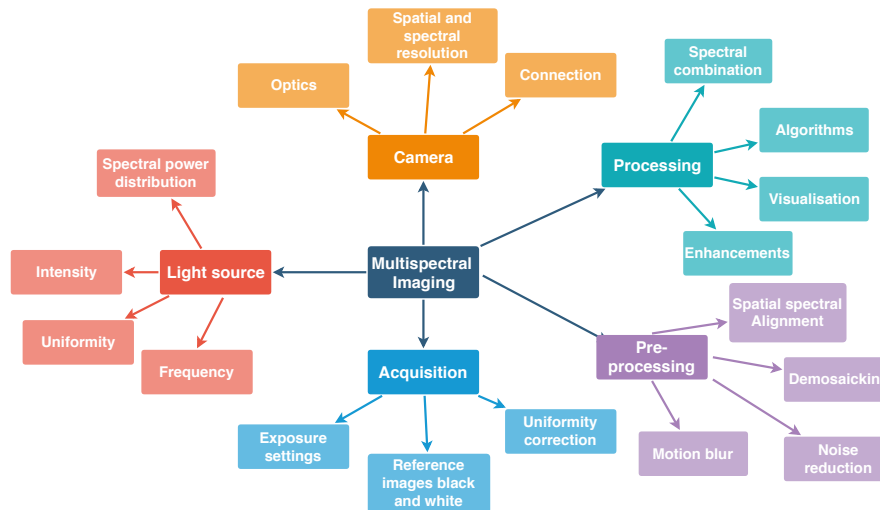 Spatial and
spectral
resolution
Optics
Connection
Camera
Spectral
combination
Algorithms
Processing
Visualisation
Enhancements
Spectral power
distribution
Intensity
Light source
Uniformity
Frequency
Multispectral
Imaging
Acquisition
Exposure
settings
Reference
images black
and white
Uniformity
correction
Pre-
processing
Spatial spectral
Alignment
Demosaickin
Motion blur
Noise
reduction